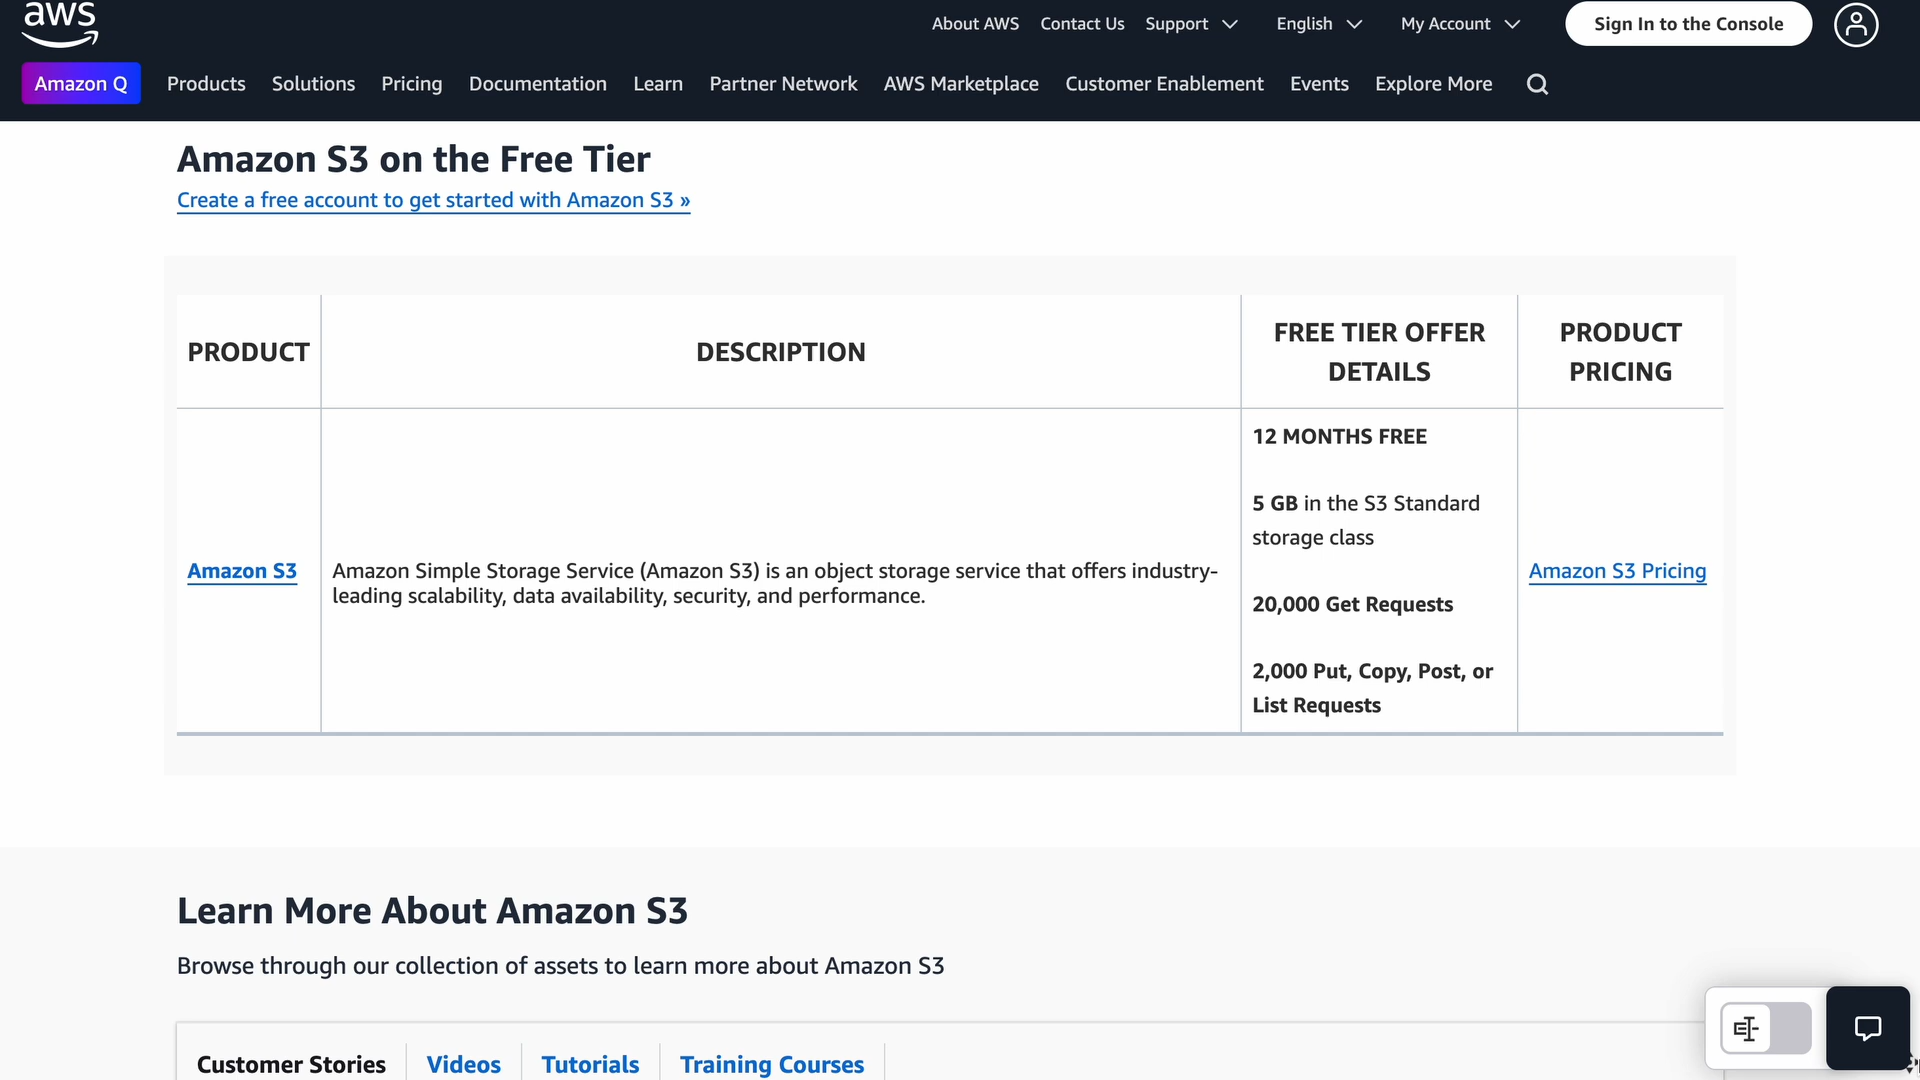 aws
About AWS Contact Us Support English My Account Sign In to the Console
Amazon Q Products Solutions Pricing Documentation Learn Partner Network AWS Marketplace Customer Enablement Events Explore More
Amazon S3 on the Free Tier
Create a free account to get started with Amazon S3 »
PRODUCT
DESCRIPTION
FREE TIER OFFER
DETAILS
PRODUCT
PRICING
Amazon S3
Amazon Simple Storage Service (Amazon S3) is an object storage service that offers industry-
leading scalability, data availability, security, and performance.
12 MONTHS FREE
5 GB in the S3 Standard
storage class
20,000 Get Requests
2,000 Put, Copy, Post, or
List Requests
Amazon S3 Pricing
Learn More About Amazon S3
Browse through our collection of assets to learn more about Amazon S3
Customer Stories Videos Tutorials Training Courses